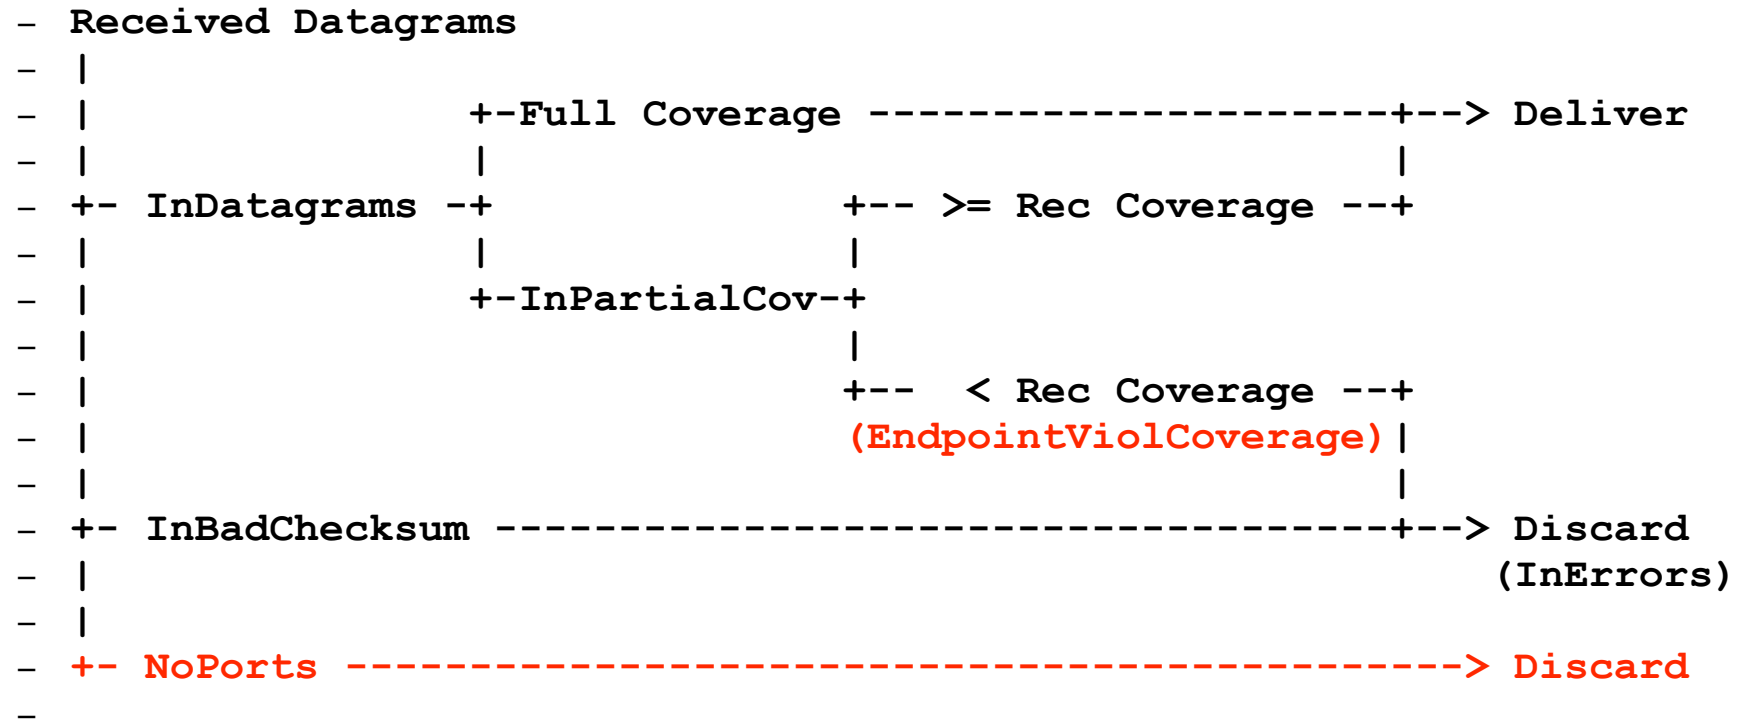 – Received Datagrams
– |
– |               +-Full Coverage ---------------------+--> Deliver
– |               |                                    |
– +- InDatagrams -+              +-- >= Rec Coverage --+
– |               |              |
– |               +-InPartialCov-+
– |                              |
– |                              +--  < Rec Coverage --+
– |                              (EndpointViolCoverage)|
– |                                                    |
– +- InBadChecksum ------------------------------------+--> Discard
– |                                                        (InErrors)
– |
– +- NoPorts ---------------------------------------------> Discard
–